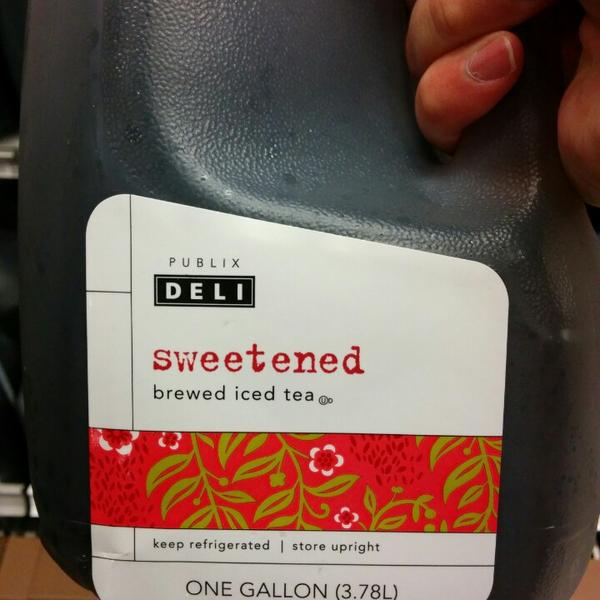 PUBLIX
DELI
sweetened
brewed iced tea
keep refrigerated | store upright
ONE GALLON (3.78L)